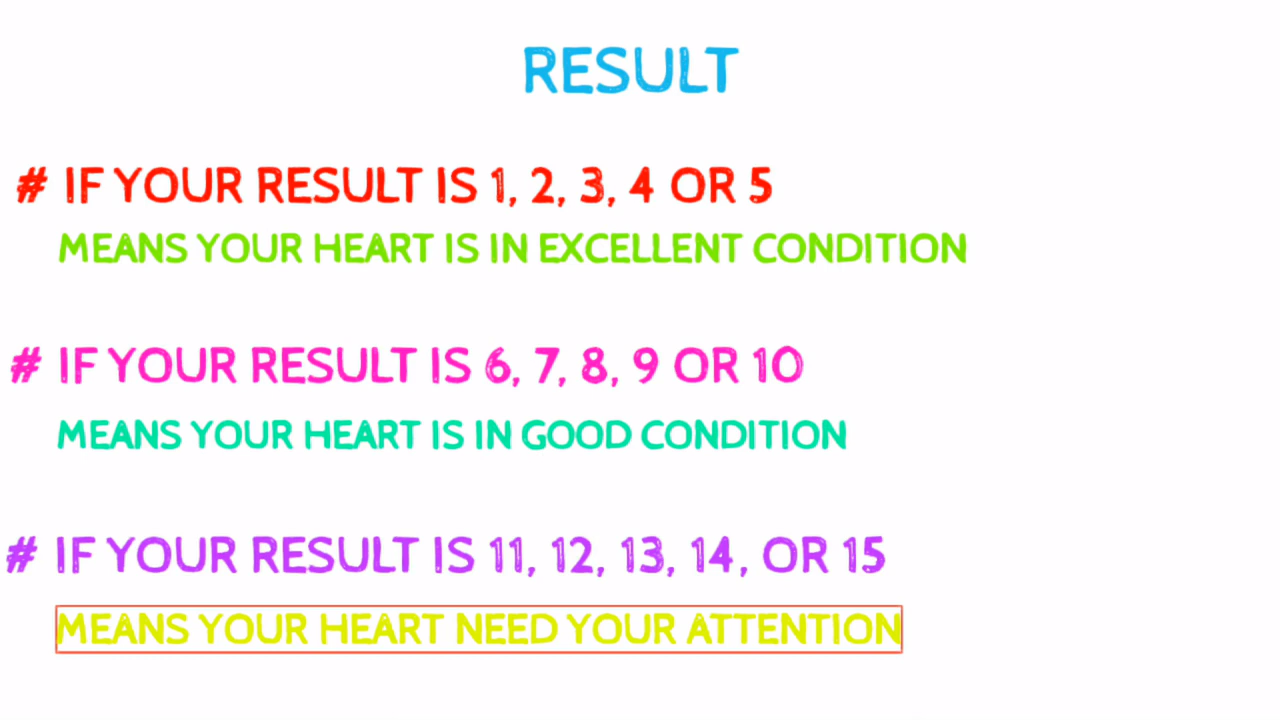 RESULT
# IF YOUR RESULT IS 1, 2, 3, 4 OR 5
MEANS YOUR HEART IS IN EXCELLENT CONDITION
# IF YOUR RESULT IS 6, 7, 8, 9 OR 10
MEANS YOUR HEART IS IN GOOD CONDITION
# IF YOUR RESULT IS 11, 12, 13, 14, OR 15
MEANS YOUR HEART NEED YOUR ATTENTION